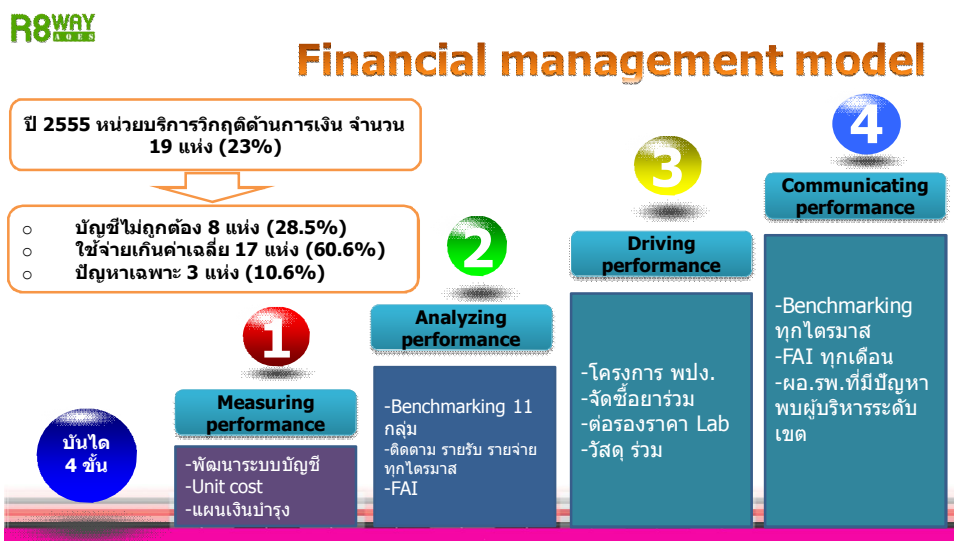 R8WAY
AOES
Financial management model
ปี 2555 หน่วยบริการวิกฤติด้านการเงิน จำนวน
19 แห่ง (23%)
o บัญชีไม่ถูกต้อง 8 แห่ง (28.5%)
o ใช้จ่ายเกินค่าเฉลี่ย 17 แห่ง (60.6%)
o ปัญหาเฉพาะ 3 แห่ง (10.6%)
บันได
4 ขั้น
1
Measuring
performance
-พัฒนาระบบบัญชี
-Unit cost
-แผนเงินบำรุง
2
Analyzing
performance
-Benchmarking 11
กลุ่ม
-ติดตาม รายรับ รายจ่าย
ทุกไตรมาส
-FAI
3
Driving
performance
-โครงการ พปง.
-จัดซื้อยาร่วม
-ต่อรองราคา Lab
-วัสดุ ร่วม
4
Communicating
performance
-Benchmarking
ทุกไตรมาส
-FAI ทุกเดือน
-ผอ.รพ.ที่มีปัญหา
พบผู้บริหารระดับ
เขต